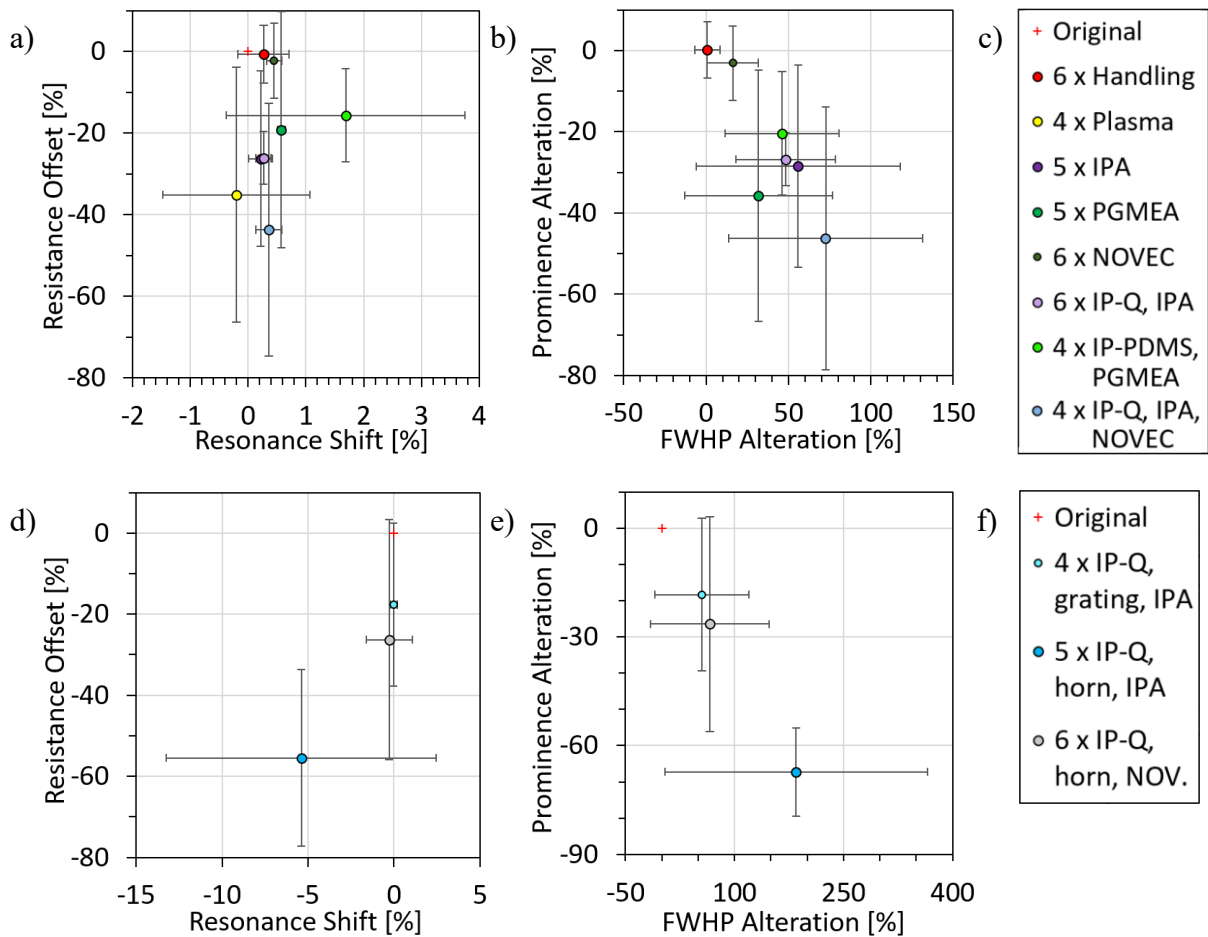 a)
0
-20
-40
-60
-80
Resistance Offset [%]
-2 -1 0 1 2 3 4
Resonance Shift [%]
b)
0
-20
-40
-60
-80
Prominence Alteration [%]
-50 0 50 100 150
FWHP Alteration [%]
c)
Original
6 x Handling
4 x Plasma
5 x IPA
5 x PGMEA
6 x NOVEC
6 x IP-Q, IPA
4 x IP-PDMS,
PGMEA
4 x IP-Q, IPA,
NOVEC
d)
0
-20
-40
-60
-80
Resistance Offset [%]
-15 -10 -5 0 5
Resonance Shift [%]
e)
0
-30
-60
-90
Prominence Alteration [%]
-50 100 250 400
FWHP Alteration [%]
f)
Original
4 x IP-Q,
grating, IPA
5 x IP-Q,
horn, IPA
6 x IP-Q,
horn, NOV.